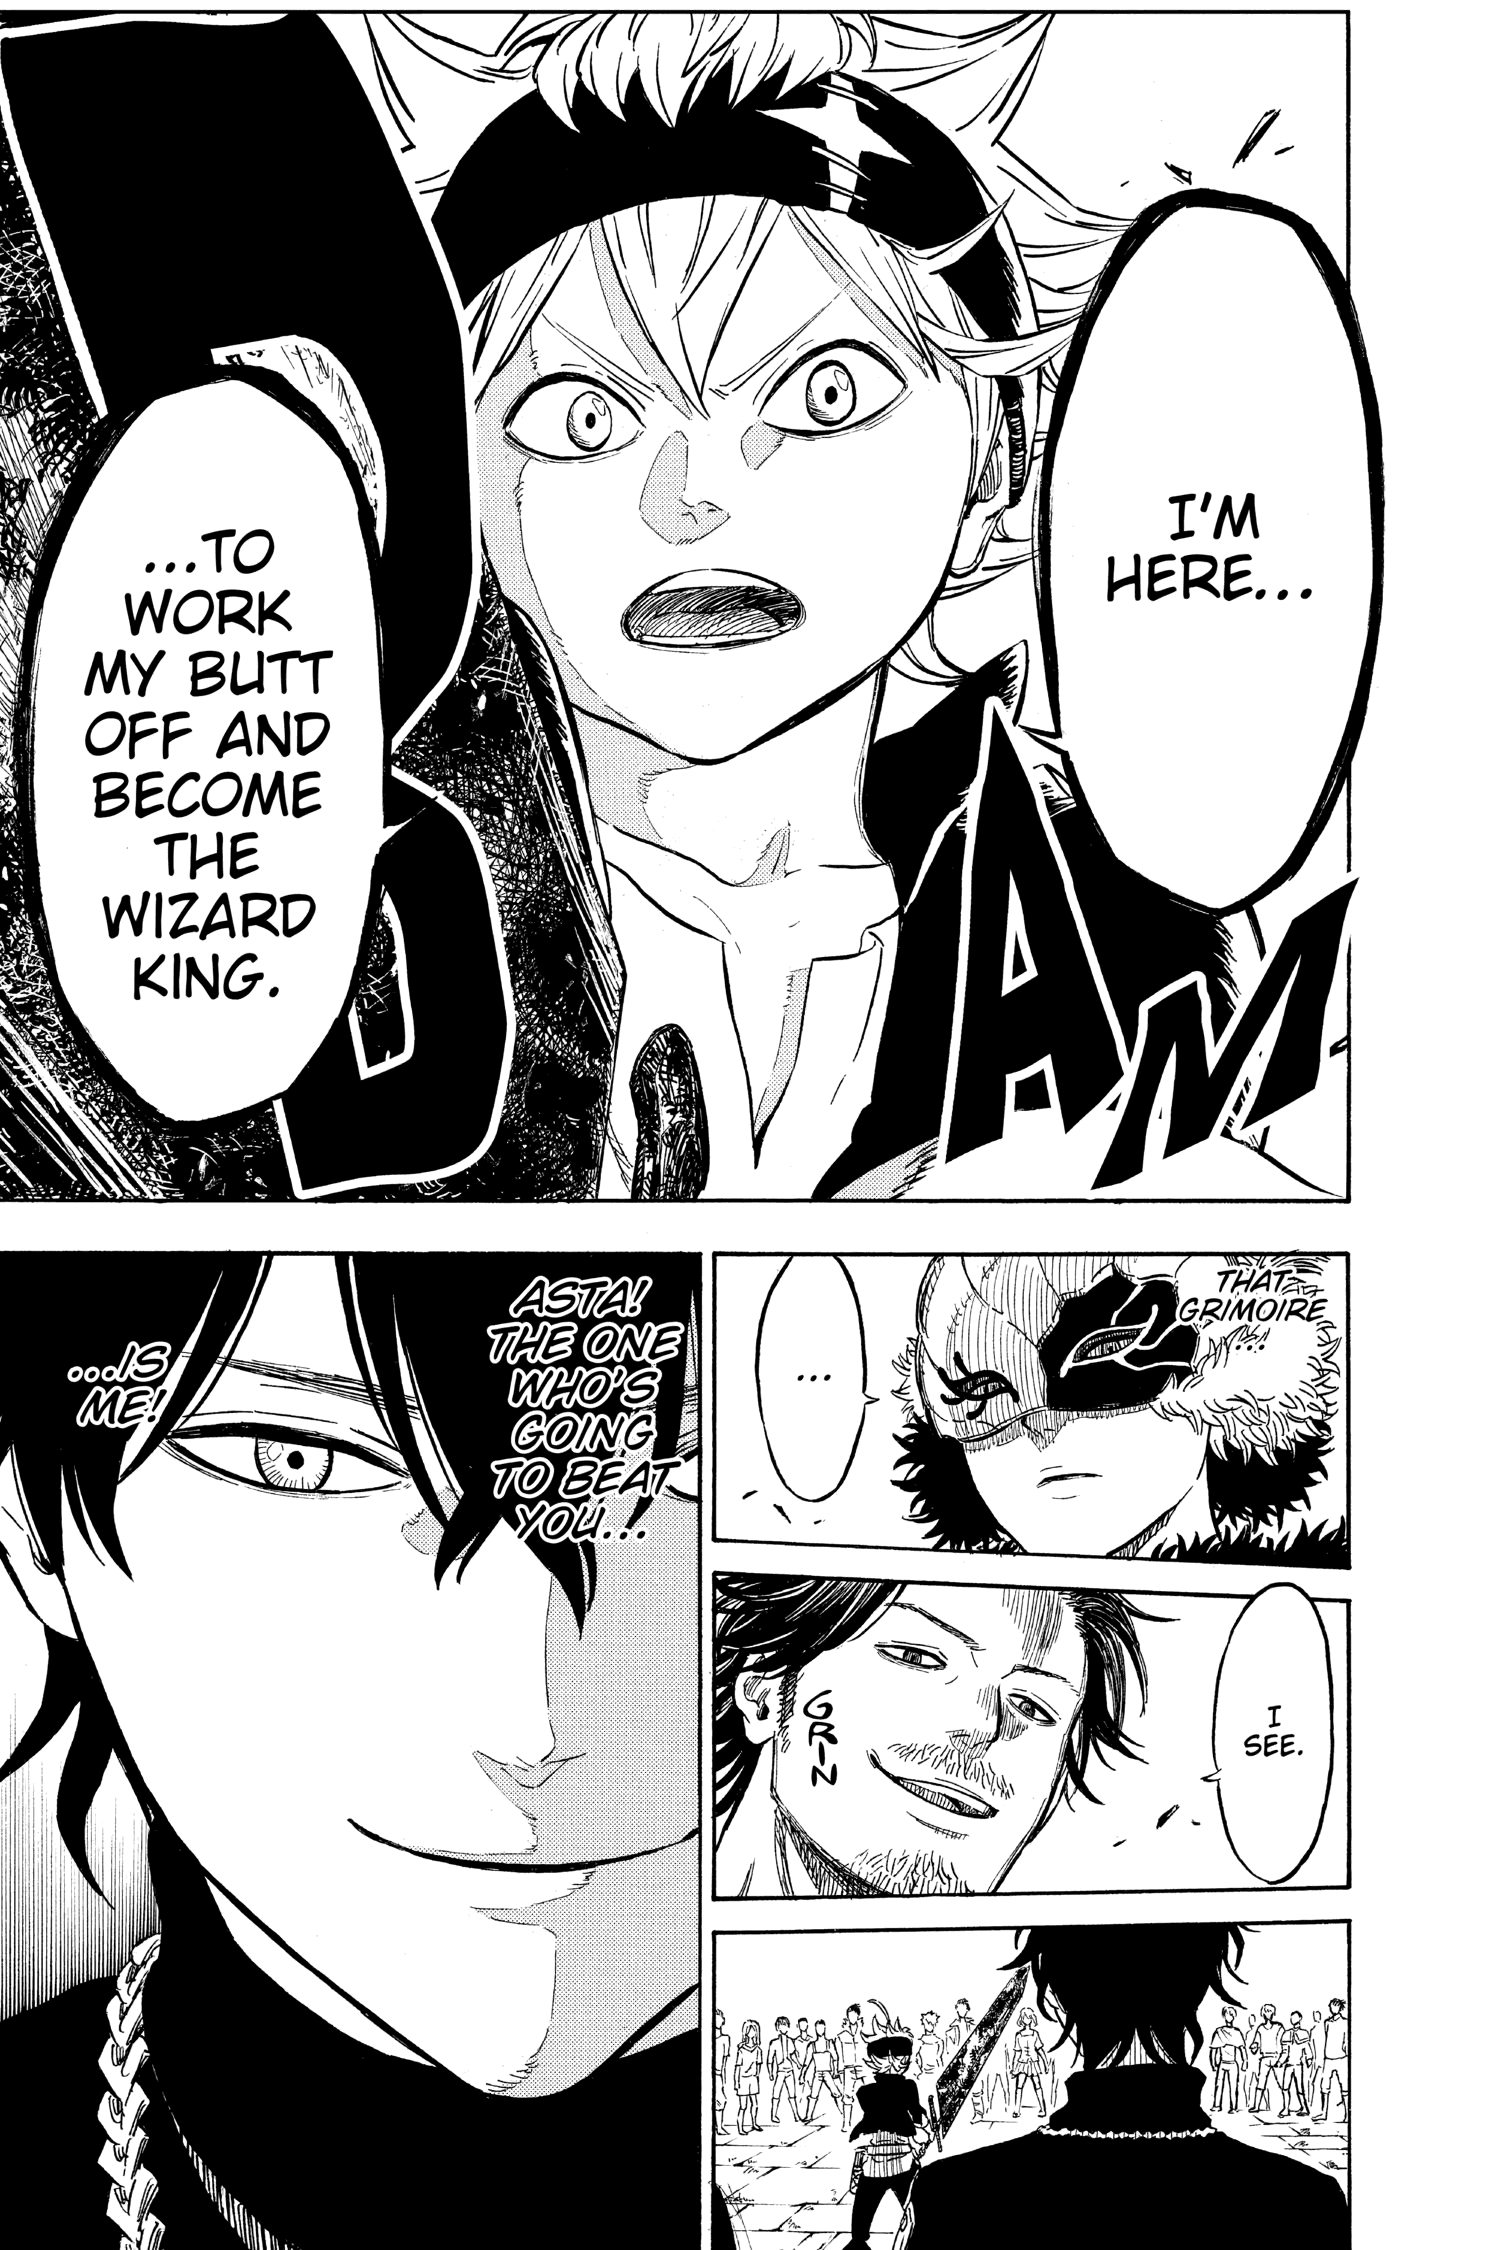 I'M
HERE...
BAM
...TO
WORK
MY BUTT
OFF AND
BECOME
THE
WIZARD
KING.
THAT
GRIMOIRE
...
...
I
SEE.
GRIN
ASTA!
THE ONE
WHO'S
GOING
TO BEAT
YOU...
...IS
ME!